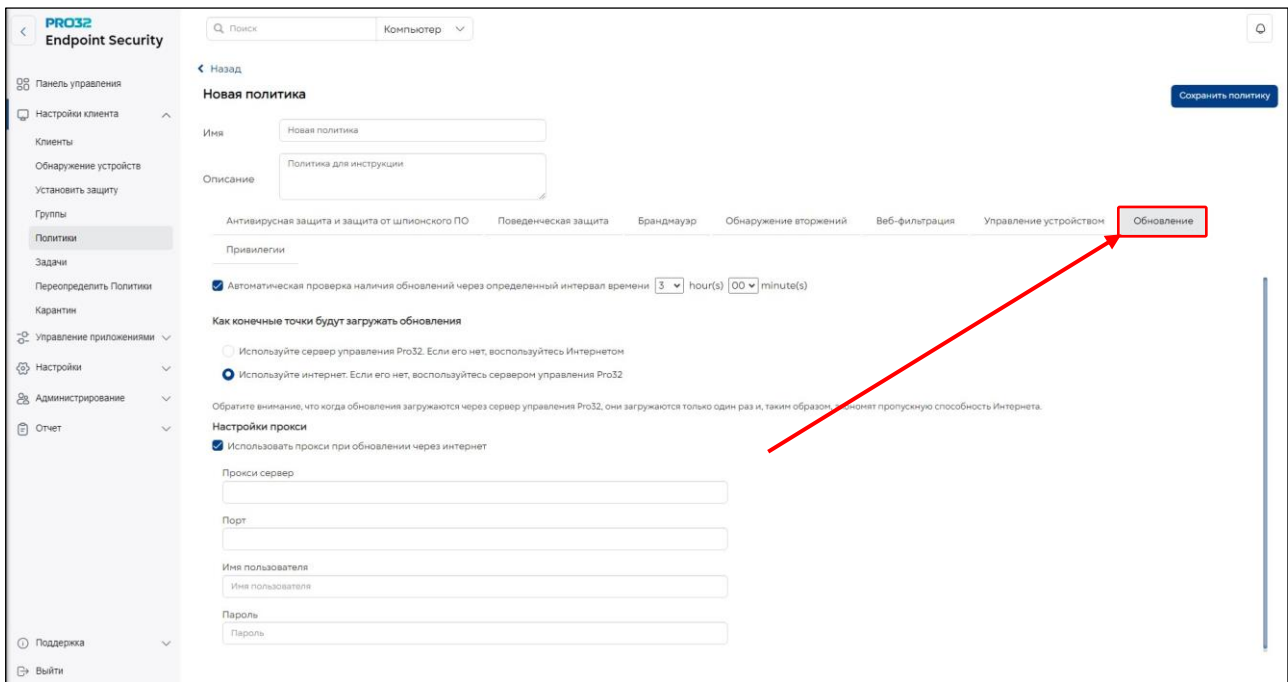 PRO32
Endpoint Security
Поиск
Компьютер
Назад
Панель управления
Новая политика
Сохранить политику
Настройки клиента
Имя
Новая политика
Клиенты
Обнаружение устройств
Описание
Политика для инструкции
Установить защиту
Группы
Антивирусная защита и защита от шпионского ПО Поведенческая защита Брандмауэр Обнаружение вторжений Веб-фильтрация Управление устройством Обновление
Политики
Привилегии
Задачи
Переопределить Политики
Автоматическая проверка наличия обновлений через определенный интервал времени 3 hour(s) 00 minute(s)
Карантин
Как конечные точки будут загружать обновления
Управление приложениями
Используйте сервер управления Pro32. Если его нет, воспользуйтесь Интернетом
Настройки
Используйте интернет. Если его нет, воспользуйтесь сервером управления Pro32
Администрирование
Обратите внимание, что когда обновления загружаются через сервер управления Pro32, они загружаются только один раз и, таким образом, экономят пропускную способность Интернета.
Отчет
Настройки прокси
Использовать прокси при обновлении через интернет
Прокси сервер
Порт
Имя пользователя
Имя пользователя
Пароль
Пароль
Поддержка
Выйти